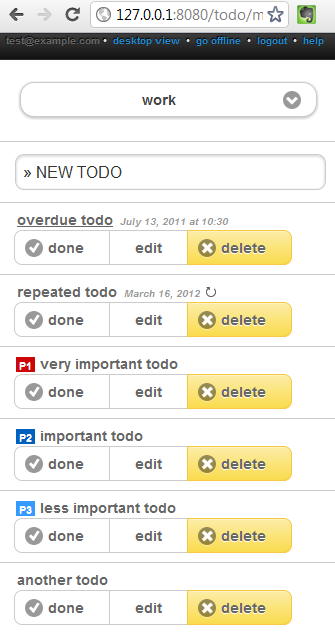 127.0.0.1:8080/todo/m
test@example.com • desktop view • go offline • logout • help
work
» NEW TODO
overdue todo July 13, 2011 at 10:30
done edit delete
repeated todo March 16, 2012
done edit delete
P1 very important todo
done edit delete
P2 important todo
done edit delete
P3 less important todo
done edit delete
another todo
done edit delete